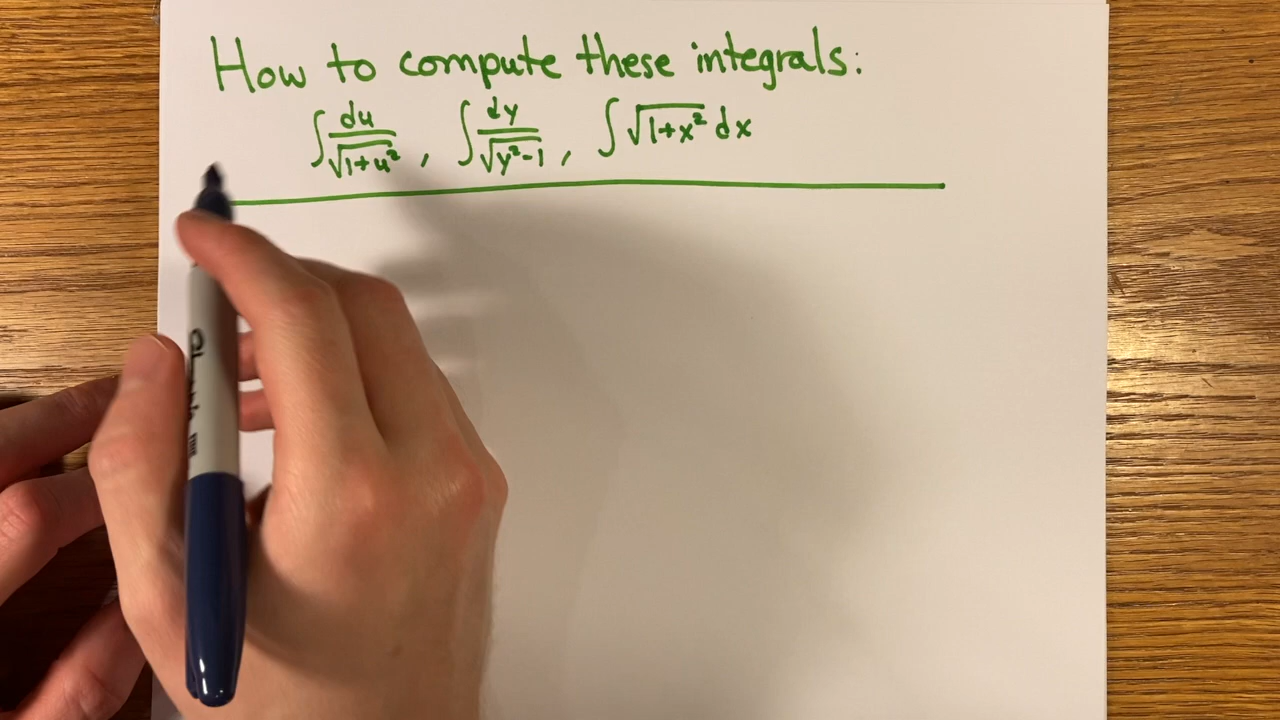 How to compute these integrals:
∫ du/√(1+u²) , ∫ dy/√(y²-1) , ∫ √(1+x²) dx